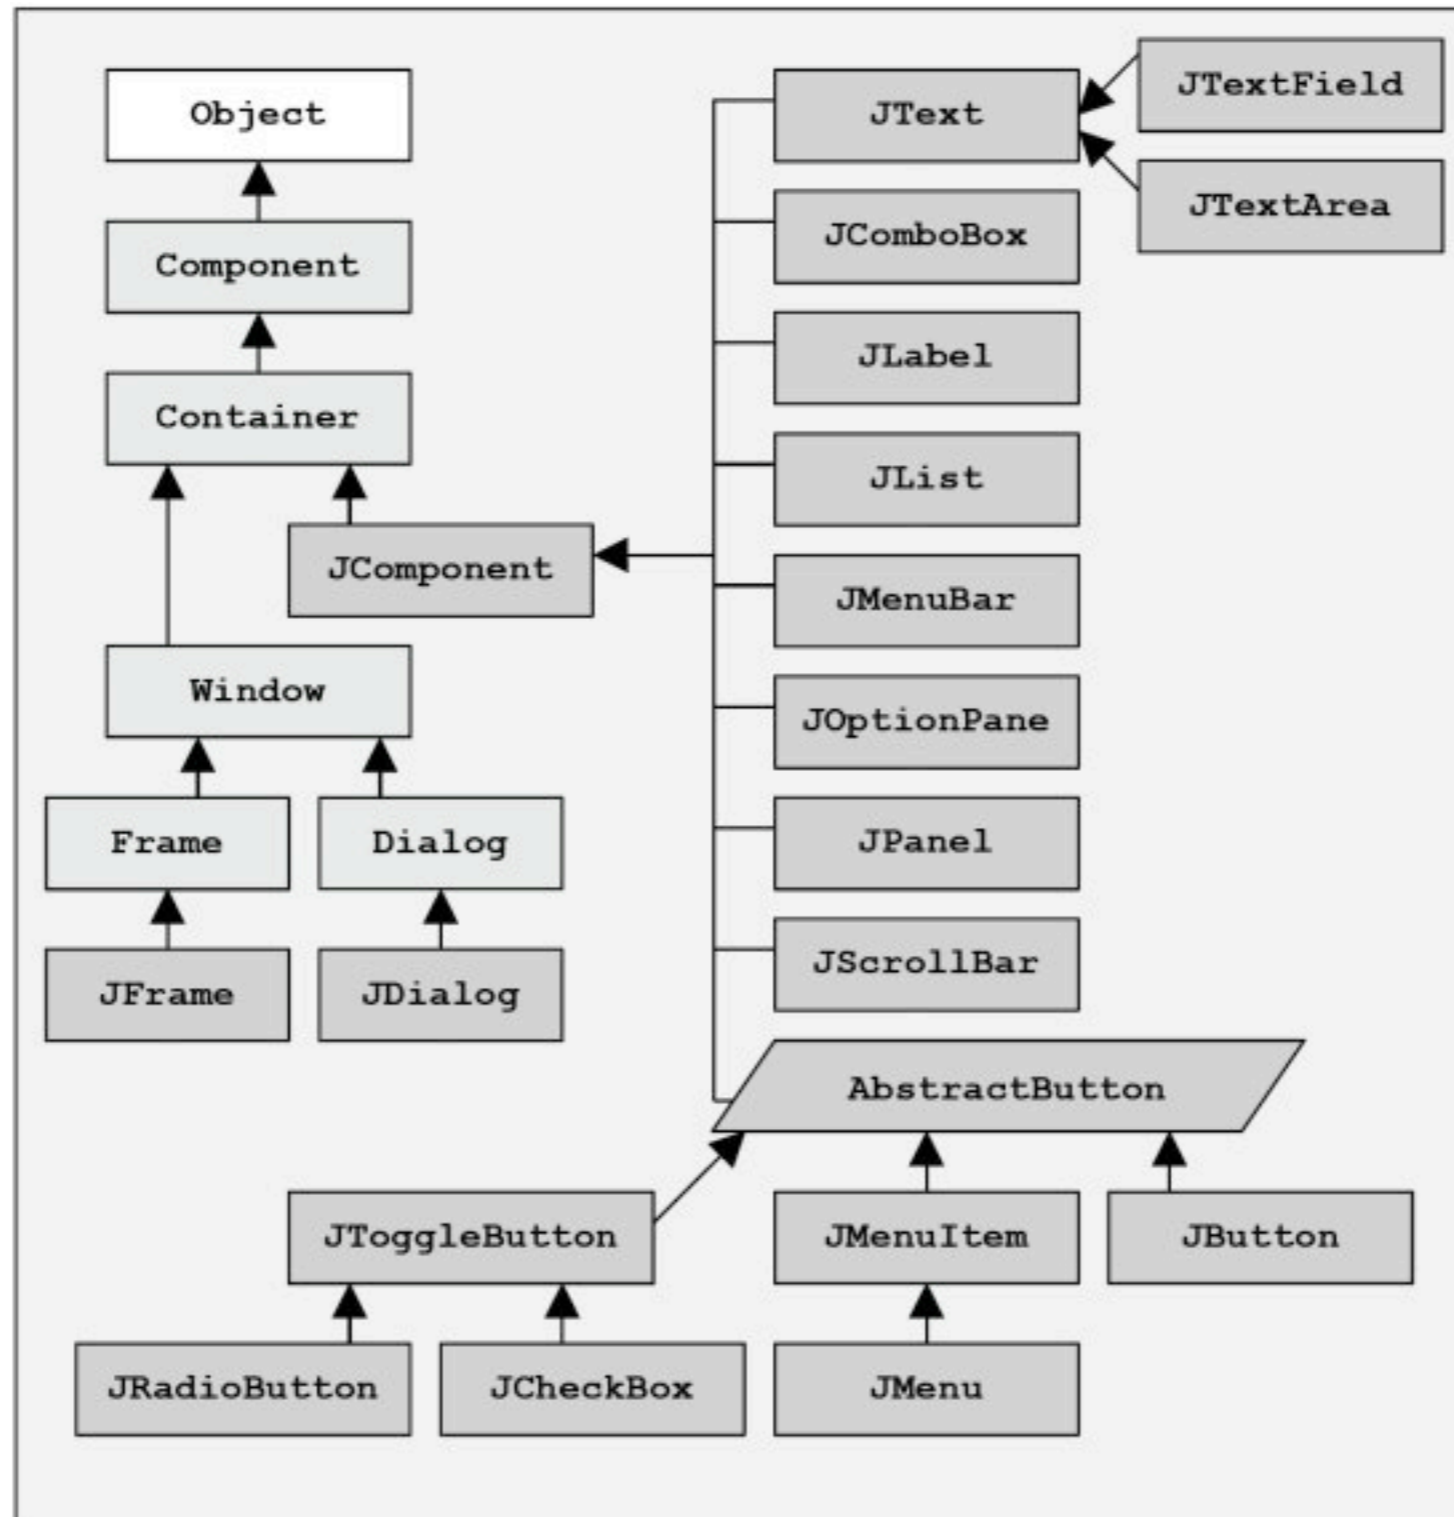 Object
Component
Container
JComponent
Window
Frame
Dialog
JFrame
JDialog
JText
JTextField
JTextArea
JComboBox
JLabel
JList
JMenuBar
JOptionPane
JPanel
JScrollBar
AbstractButton
JToggleButton
JMenuItem
JButton
JRadioButton
JCheckBox
JMenu